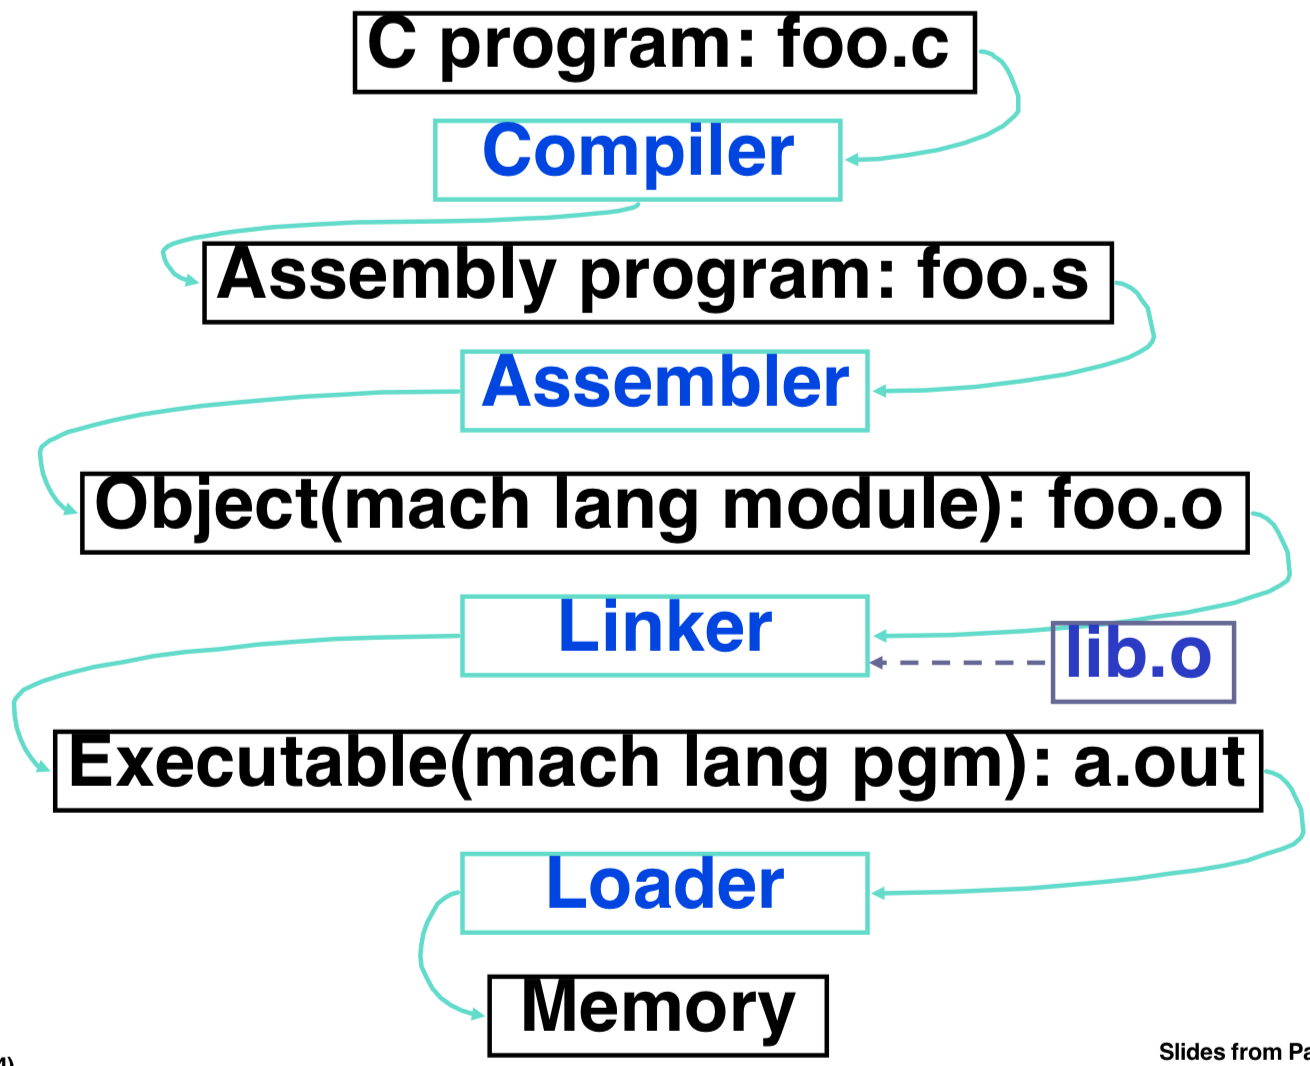 C program: foo.c
Compiler
Assembly program: foo.s
Assembler
Object(mach lang module): foo.o
Linker
lib.o
Executable(mach lang pgm): a.out
Loader
Memory
Slides from